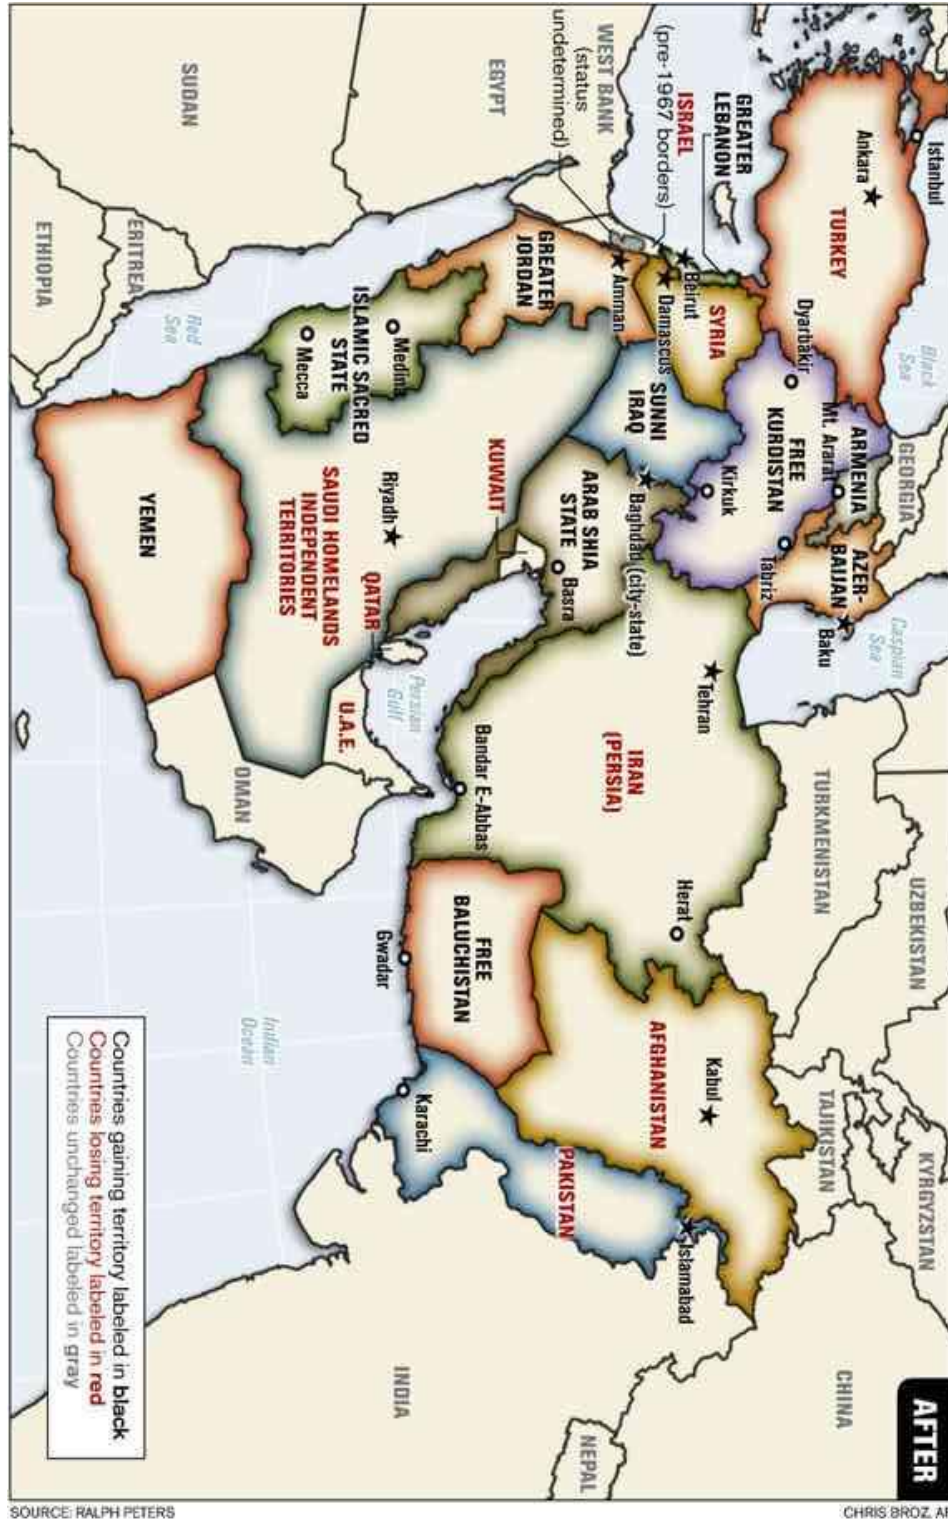 AFTER
Istanbul
Black
Sea
GEORGIA
Caspian
Sea
UZBEKISTAN
KYRGYZSTAN
Ankara
TURKEY
Dyarbakir
Mt. Ararat
ARMENIA
AZER-
BAIJAN
Baku
TURKMENISTAN
TAJIKISTAN
CHINA
GREATER
LEBANON
ISRAEL
(pre-1967 borders)
WEST BANK
(status
undetermined)
Beirut
Damascus
SYRIA
FREE
KURDISTAN
Kirkuk
Tabriz
Tehran
Herat
Kabul
AFGHANISTAN
Islamabad
Amman
SUNNI
IRAQ
Baghdad (city-state)
IRAN
(PERSIA)
PAKISTAN
NEPAL
EGYPT
GREATER
JORDAN
ARAB SHIA
STATE
Basra
KUWAIT
Bandar E-Abbas
FREE
BALUCHISTAN
Gwadar
Karachi
INDIA
Medina
ISLAMIC SACRED
STATE
Mecca
Riyadh
SAUDI HOMELANDS
INDEPENDENT
TERRITORIES
QATAR
Persian
Gulf
U.A.E.
OMAN
SUDAN
Red
Sea
ERITREA
ETHIOPIA
YEMEN
Indian
Ocean
Countries gaining territory labeled in black
Countries losing territory labeled in red
Countries unchanged labeled in gray
SOURCE: RALPH PETERS
CHRIS BROZ,